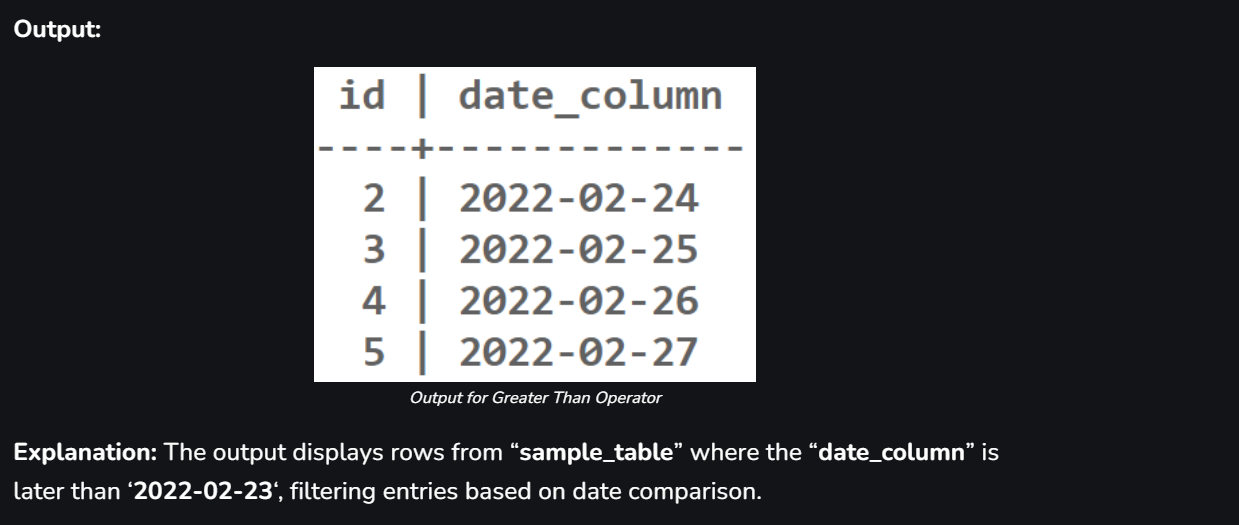 Output:
id | date_column
----+-------------
2 | 2022-02-24
3 | 2022-02-25
4 | 2022-02-26
5 | 2022-02-27
Output for Greater Than Operator
Explanation: The output displays rows from “sample_table” where the “date_column” is
later than ‘2022-02-23‘, filtering entries based on date comparison.